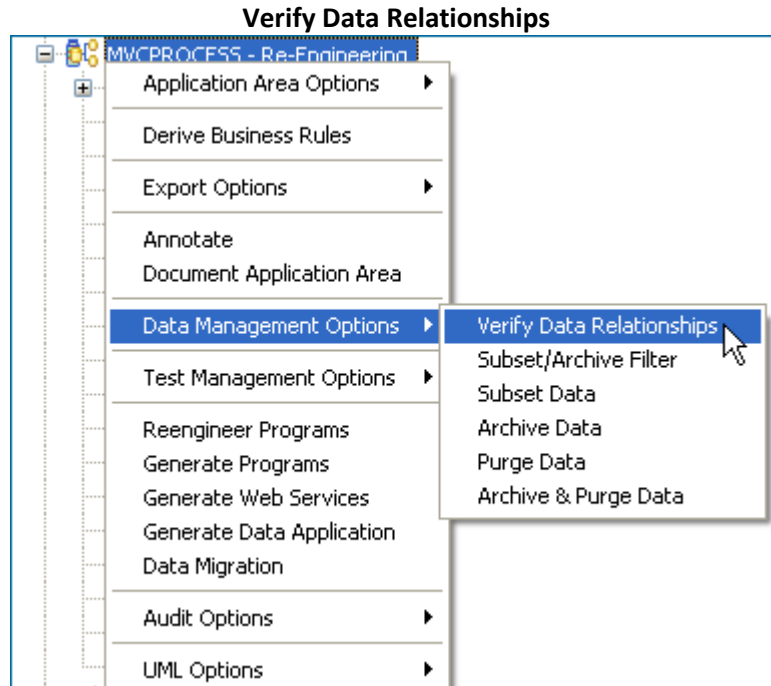 Verify Data Relationships
MVCPROCESS - Re-Engineering
Application Area Options
Derive Business Rules
Export Options
Annotate
Document Application Area
Data Management Options
Verify Data Relationships
Subset/Archive Filter
Subset Data
Archive Data
Purge Data
Archive & Purge Data
Test Management Options
Reengineer Programs
Generate Programs
Generate Web Services
Generate Data Application
Data Migration
Audit Options
UML Options